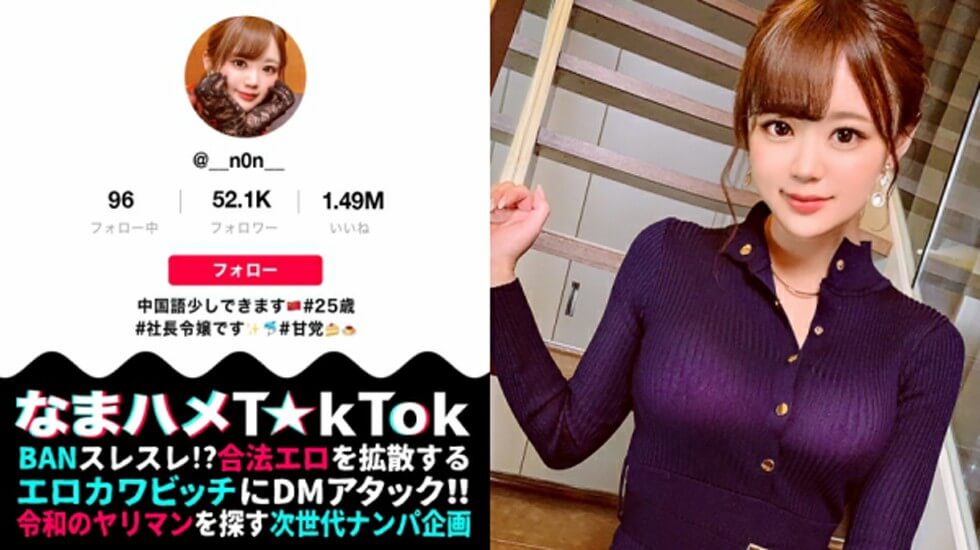 @__n0n__
96 52.1K 1.49M
フォロー中 フォロワー いいね
フォロー
中国語少しできます🇨🇳#25歳
#社長令嬢です✨🐬#甘党🍰🍮
なまハメT★kTok
BANスレスレ!?合法エロを拡散する
エロカワビッチにDMアタック!!
令和のヤリマンを探す次世代ナンパ企画